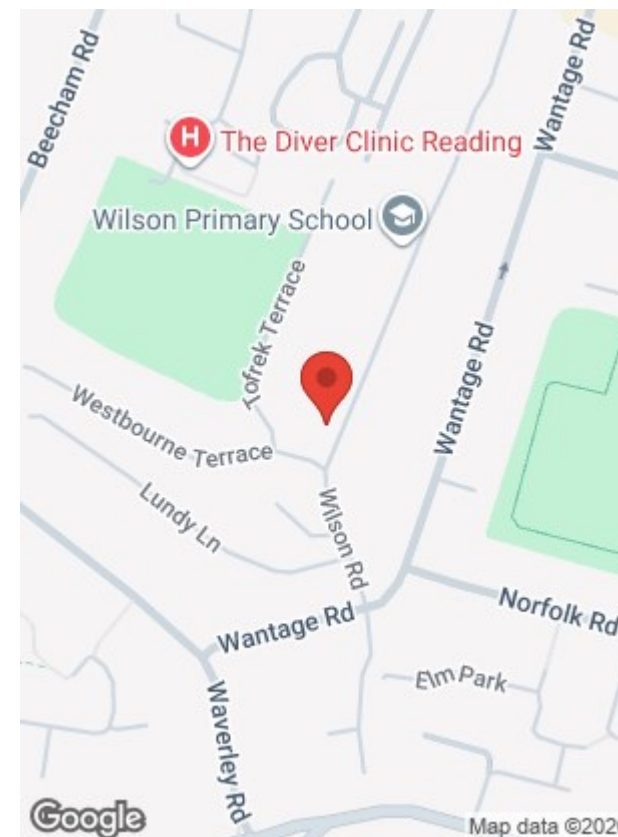 Beecham Rd
Wantage Rd
H The Diver Clinic Reading
Wilson Primary School
Tofrek Terrace
Wantage Rd
Westbourne Terrace
Lundy Ln
Wilson Rd
Wantage Rd
Norfolk Rd
Elm Park
Waverley Rd
Google
Map data ©202